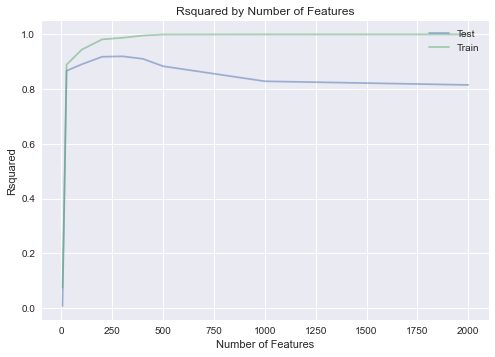 Rsquared by Number of Features
Test
Train
1.0
0.8
0.6
0.4
0.2
0.0
Rsquared
0 250 500 750 1000 1250 1500 1750 2000
Number of Features